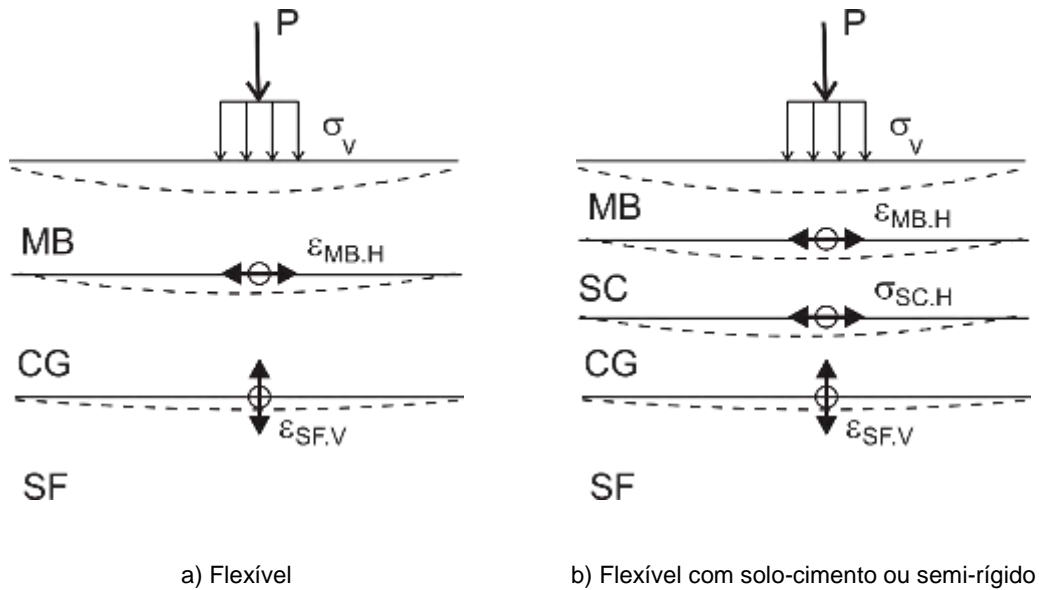 P
σv
MB
εMB.H
CG
εSF.V
SF
a) Flexível
P
σv
MB
εMB.H
SC
σSC.H
CG
εSF.V
SF
b) Flexível com solo-cimento ou semi-rígido